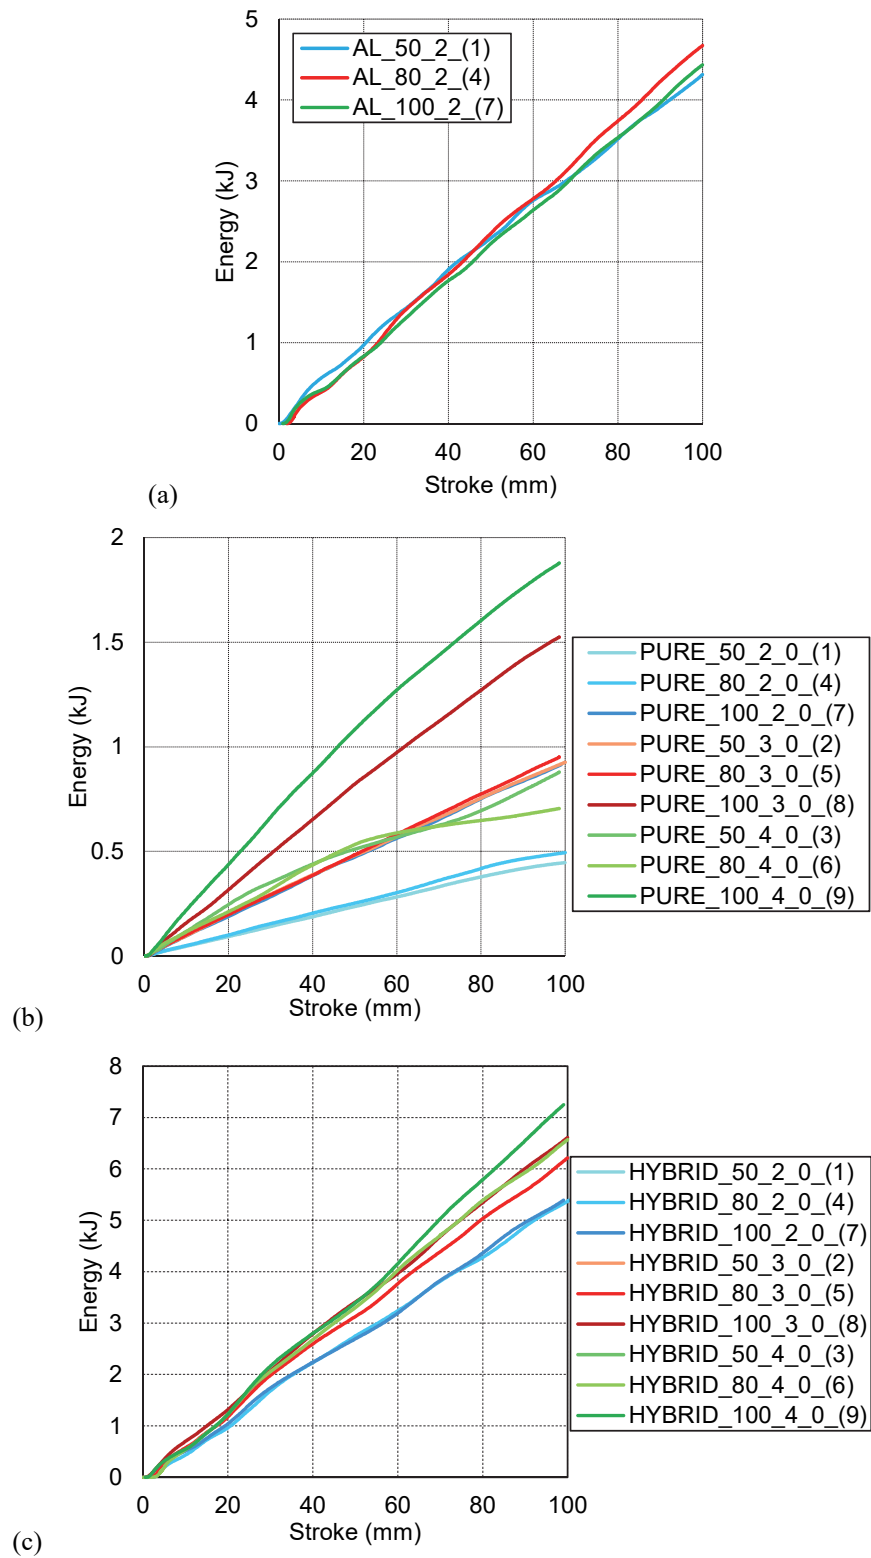 5
4
3
2
1
0
Energy (kJ)
AL_50_2_(1)
AL_80_2_(4)
AL_100_2_(7)
0 20 40 60 80 100
Stroke (mm)
(a)
2
1.5
1
0.5
0
Energy (kJ)
0 20 40 60 80 100
Stroke (mm)
PURE_50_2_0_(1)
PURE_80_2_0_(4)
PURE_100_2_0_(7)
PURE_50_3_0_(2)
PURE_80_3_0_(5)
PURE_100_3_0_(8)
PURE_50_4_0_(3)
PURE_80_4_0_(6)
PURE_100_4_0_(9)
(b)
8
7
6
5
4
3
2
1
0
Energy (kJ)
0 20 40 60 80 100
Stroke (mm)
HYBRID_50_2_0_(1)
HYBRID_80_2_0_(4)
HYBRID_100_2_0_(7)
HYBRID_50_3_0_(2)
HYBRID_80_3_0_(5)
HYBRID_100_3_0_(8)
HYBRID_50_4_0_(3)
HYBRID_80_4_0_(6)
HYBRID_100_4_0_(9)
(c)